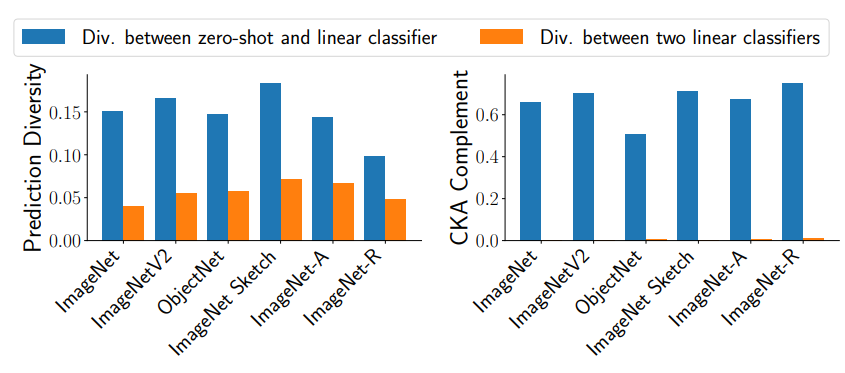 Div. between zero-shot and linear classifier
Div. between two linear classifiers
Prediction Diversity
0.15
0.10
0.05
0.00
ImageNet
ImageNetV2
ObjectNet
ImageNet Sketch
ImageNet-A
ImageNet-R
CKA Complement
0.6
0.4
0.2
0.0
ImageNet
ImageNetV2
ObjectNet
ImageNet Sketch
ImageNet-A
ImageNet-R